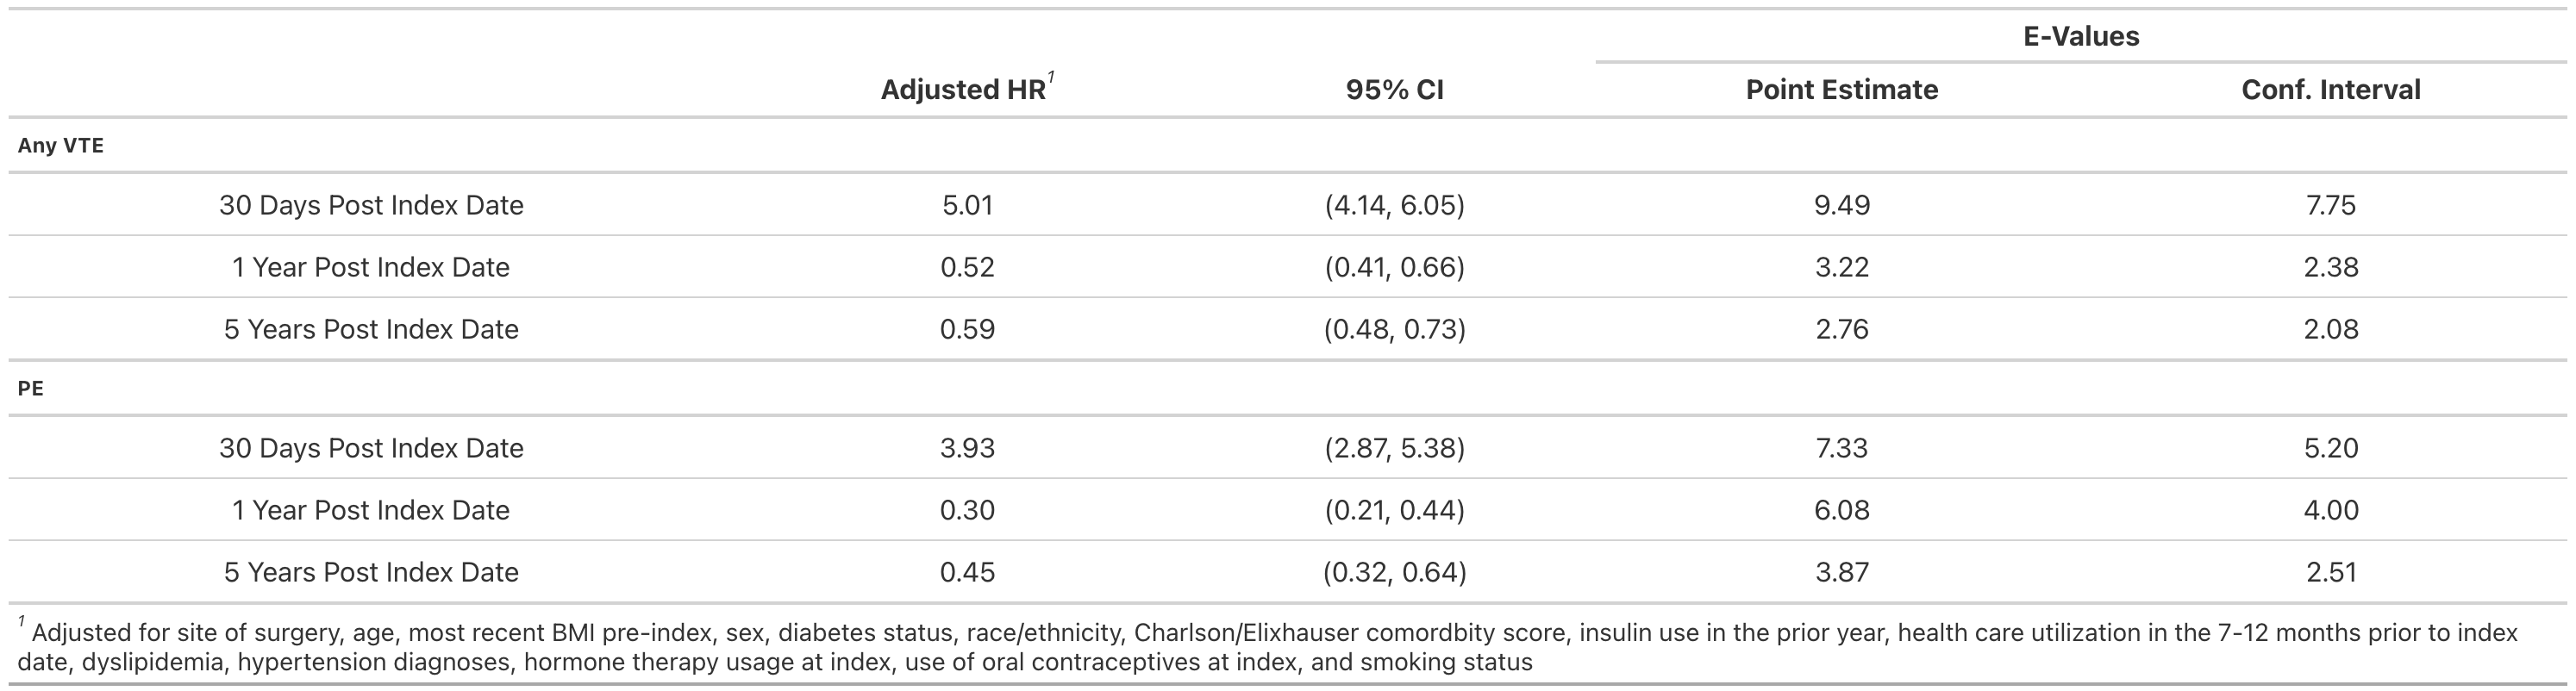 E-Values
Adjusted HR1 95% CI Point Estimate Conf. Interval
Any VTE
30 Days Post Index Date 5.01 (4.14, 6.05) 9.49 7.75
1 Year Post Index Date 0.52 (0.41, 0.66) 3.22 2.38
5 Years Post Index Date 0.59 (0.48, 0.73) 2.76 2.08
PE
30 Days Post Index Date 3.93 (2.87, 5.38) 7.33 5.20
1 Year Post Index Date 0.30 (0.21, 0.44) 6.08 4.00
5 Years Post Index Date 0.45 (0.32, 0.64) 3.87 2.51
1 Adjusted for site of surgery, age, most recent BMI pre-index, sex, diabetes status, race/ethnicity, Charlson/Elixhauser comordbity score, insulin use in the prior year, health care utilization in the 7-12 months prior to index
date, dyslipidemia, hypertension diagnoses, hormone therapy usage at index, use of oral contraceptives at index, and smoking status